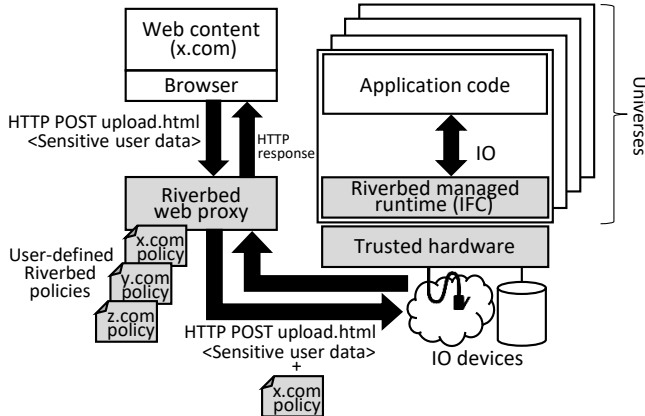 Web content
(x.com)
Browser
HTTP POST upload.html
<Sensitive user data>
HTTP
response
Riverbed
web proxy
User-defined
Riverbed
policies
x.com
policy
y.com
policy
z.com
policy
HTTP POST upload.html
<Sensitive user data>
+
x.com
policy
Application code
IO
Riverbed managed
runtime (IFC)
Trusted hardware
IO devices
Universes